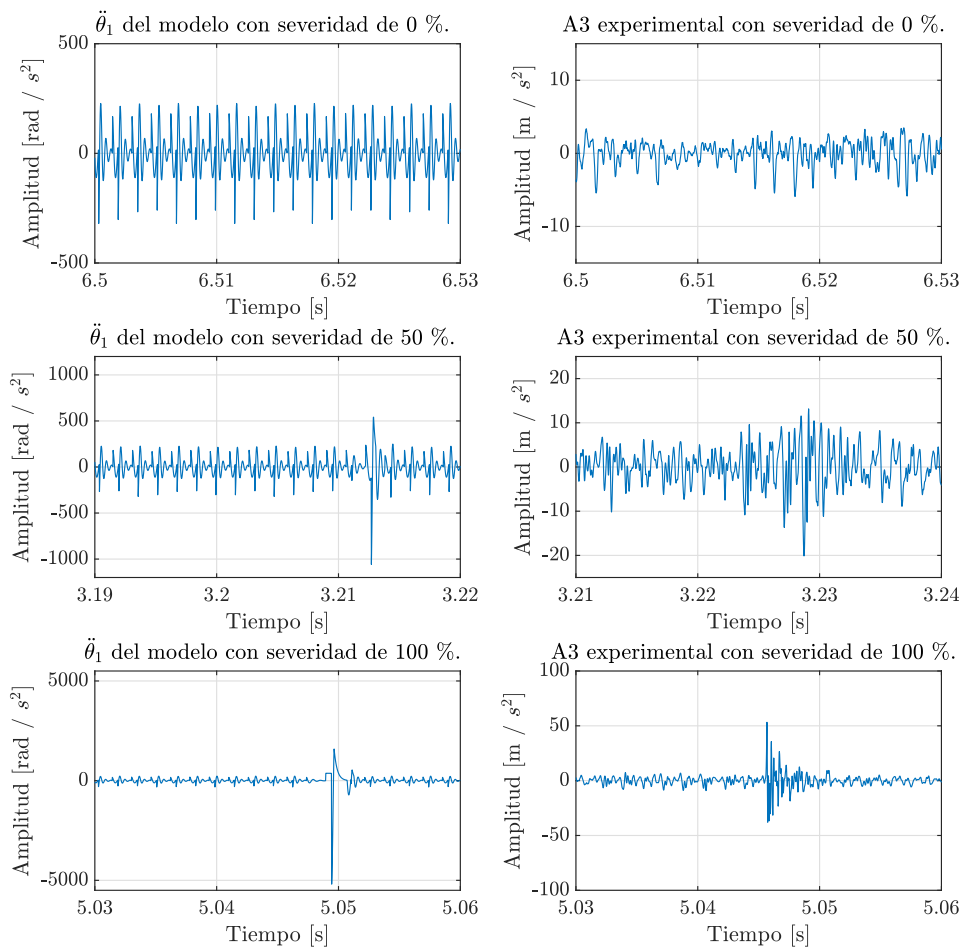 θ̈₁ del modelo con severidad de 0 %.
Amplitud [rad / s²]
500
0
-500
6.5
6.51
6.52
6.53
Tiempo [s]
A3 experimental con severidad de 0 %.
Amplitud [m / s²]
10
0
-10
6.5
6.51
6.52
6.53
Tiempo [s]
θ̈₁ del modelo con severidad de 50 %.
Amplitud [rad / s²]
1000
500
0
-500
-1000
3.19
3.2
3.21
3.22
Tiempo [s]
A3 experimental con severidad de 50 %.
Amplitud [m / s²]
20
10
0
-10
-20
3.21
3.22
3.23
3.24
Tiempo [s]
θ̈₁ del modelo con severidad de 100 %.
Amplitud [rad / s²]
5000
0
-5000
5.03
5.04
5.05
5.06
Tiempo [s]
A3 experimental con severidad de 100 %.
Amplitud [m / s²]
100
50
0
-50
-100
5.03
5.04
5.05
5.06
Tiempo [s]